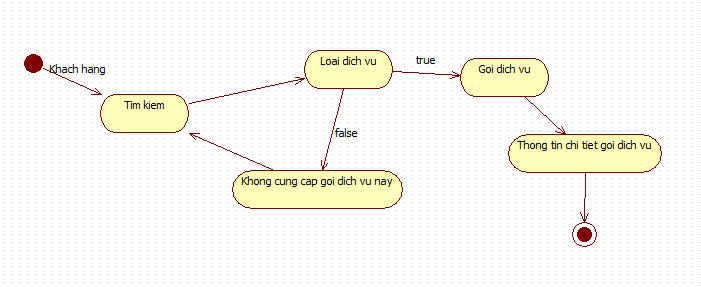 Khach hang
Tim kiem
Loai dich vu
true
Goi dich vu
false
Thong tin chi tiet goi dich vu
Khong cung cap goi dich vu nay